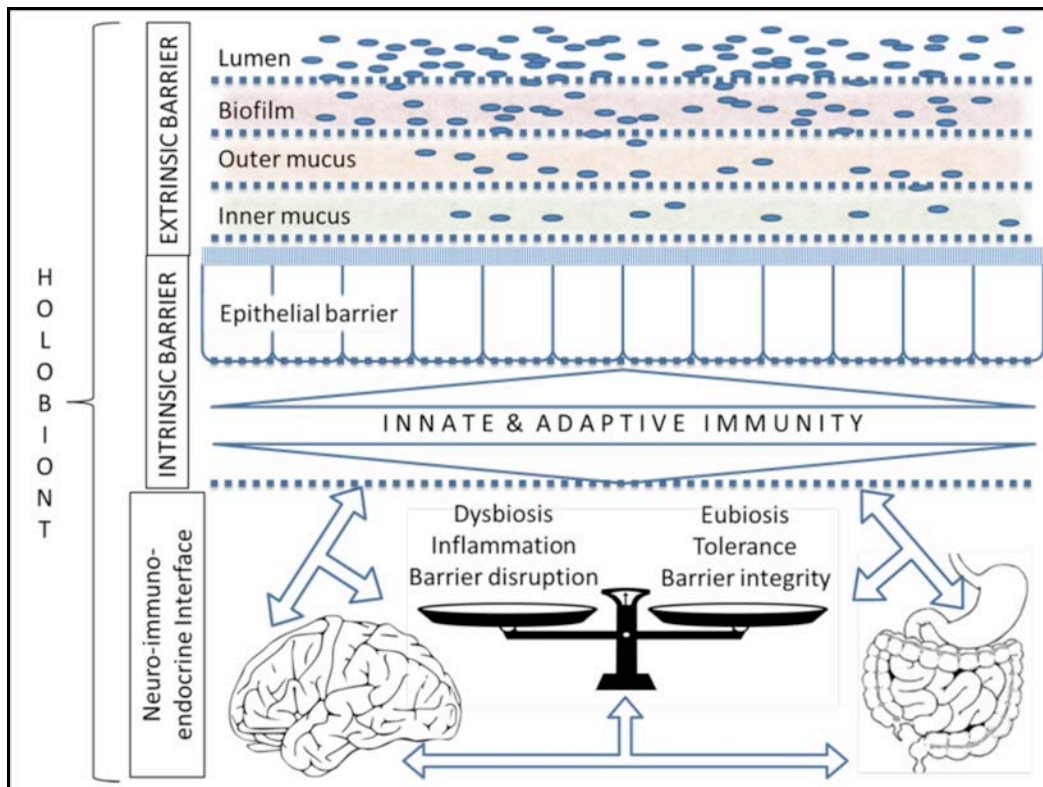 HOLOBIONT
EXTRINSIC BARRIER
Lumen
Biofilm
Outer mucus
Inner mucus
INTRINSIC BARRIER
Epithelial barrier
INNATE & ADAPTIVE IMMUNITY
Neuro-immuno-
endocrine Interface
Dysbiosis
Inflammation
Barrier disruption
Eubiosis
Tolerance
Barrier integrity